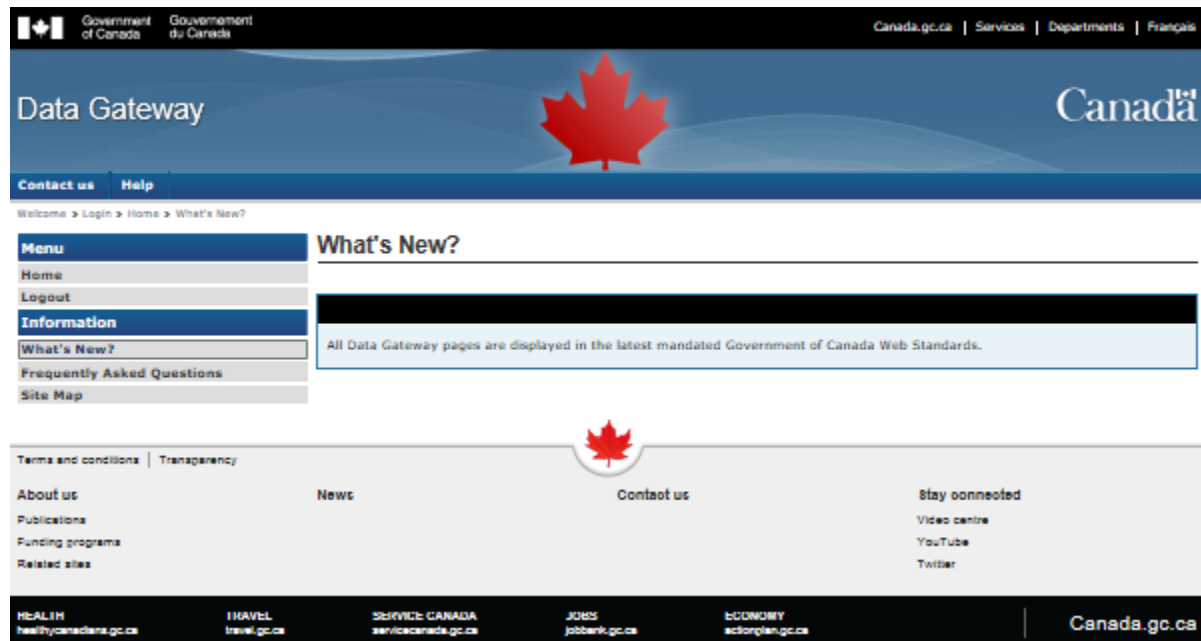 Government of Canada
Gouvernement du Canada
Canada.gc.ca | Services | Departments | Français
Data Gateway
Canada
Contact us
Help
Welcome > Login > Home > What's New?
Menu
Home
Logout
Information
What's New?
Frequently Asked Questions
Site Map
What's New?
All Data Gateway pages are displayed in the latest mandated Government of Canada Web Standards.
Terms and conditions | Transparency
About us
Publications
Funding programs
Related sites
News
Contact us
Stay connected
Video centre
YouTube
Twitter
HEALTH
healthycanadians.gc.ca
TRAVEL
travel.gc.ca
SERVICE CANADA
servicecanada.gc.ca
JOBS
jobbank.gc.ca
ECONOMY
actionplan.gc.ca
Canada.gc.ca